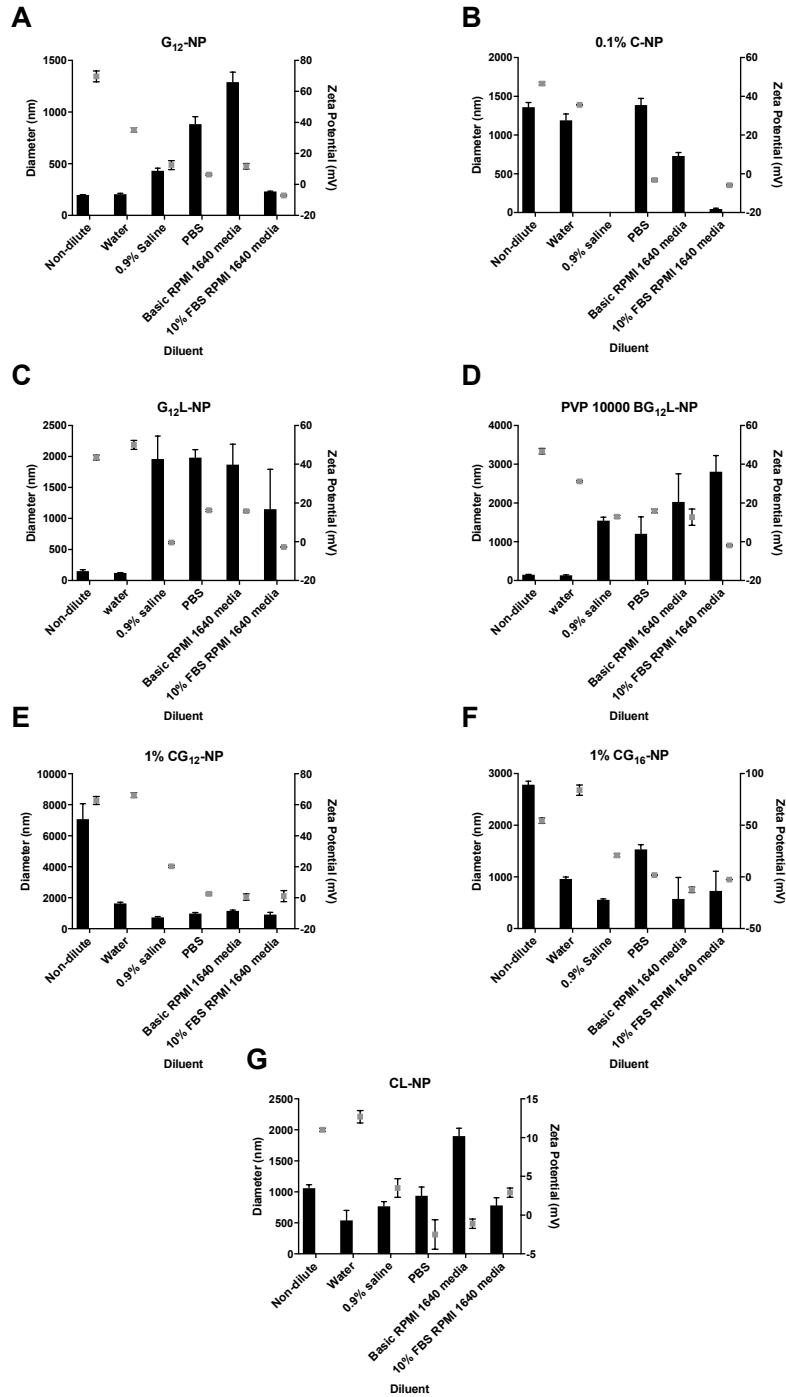 A
G12-NP
Diameter (nm)
1500
1000
500
0
80
60
40
20
0
-20
Zeta Potential (mV)
Non-dilute
Water
0.9% Saline
PBS
Basic RPMI 1640 media
10% FBS RPMI 1640 media
Diluent
B
0.1% C-NP
Diameter (nm)
2000
1500
1000
500
0
60
40
20
0
-20
Zeta Potential (mV)
Non-dilute
Water
0.9% Saline
PBS
Basic RPMI 1640 media
10% FBS RPMI 1640 media
Diluent
C
G12L-NP
Diameter (nm)
2500
2000
1500
1000
500
0
60
40
20
0
-20
Zeta Potential (mV)
Non-dilute
water
0.9% saline
PBS
Basic RPMI 1640 media
10% FBS RPMI 1640 media
Diluent
D
PVP 10000 BG12L-NP
Diameter (nm)
4000
3000
2000
1000
0
60
40
20
0
-20
Zeta Potential (mV)
Non-dilute
water
0.9% saline
PBS
Basic RPMI 1640 media
10% FBS RPMI 1640 media
Diluent
E
1% CG12-NP
Diameter (nm)
10000
8000
6000
4000
2000
0
80
60
40
20
0
-20
Zeta Potential (mV)
Non-dilute
Water
0.9% saline
PBS
Basic RPMI 1640 media
10% FBS RPMI 1640 media
Diluent
F
1% CG16-NP
Diameter (nm)
3000
2000
1000
0
100
50
0
-50
Zeta Potential (mV)
Non-dilute
Water
0.9% Saline
PBS
Basic RPMI 1640 media
10% FBS RPMI 1640 media
Diluent
G
CL-NP
Diameter (nm)
2500
2000
1500
1000
500
0
15
10
5
0
-5
Zeta Potential (mV)
Non-dilute
Water
0.9% saline
PBS
Basic RPMI 1640 media
10% FBS RPMI 1640 media
Diluent